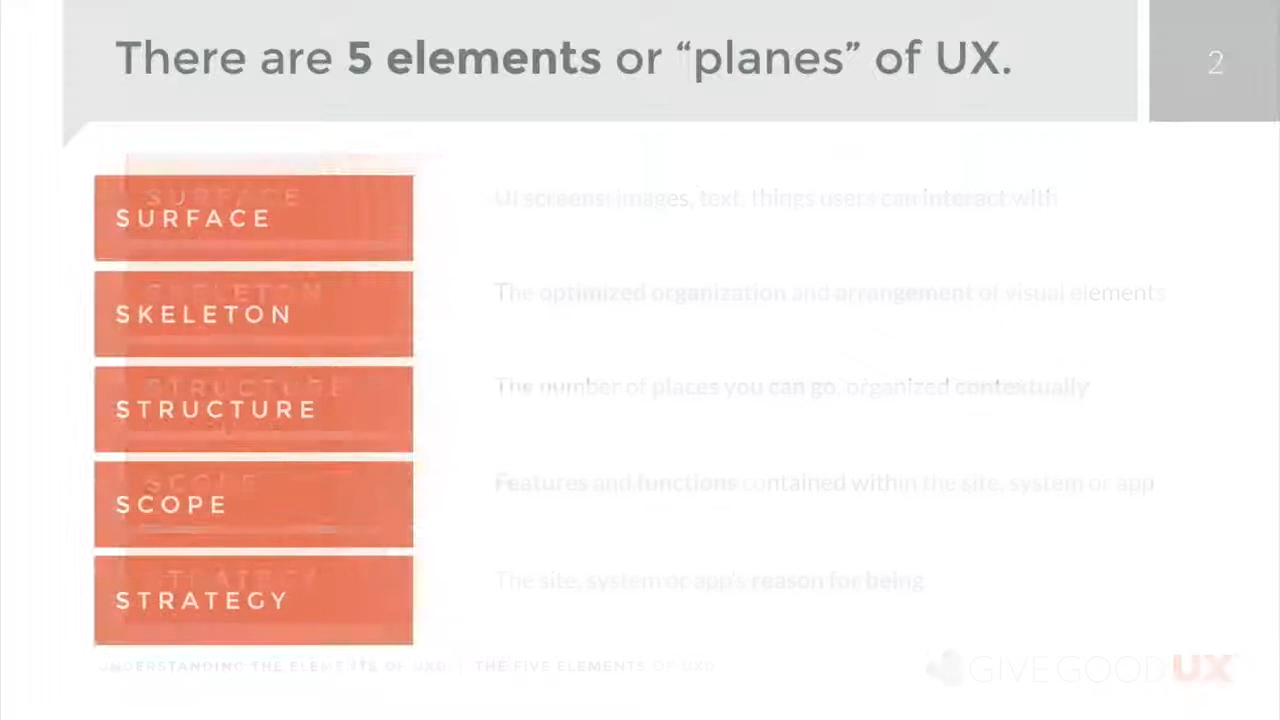 There are 5 elements or “planes” of UX.
2
SURFACE
UI screens: images, text, things users can interact with
SKELETON
The optimized organization and arrangement of visual elements
STRUCTURE
The number of places you can go, organized contextually
SCOPE
Features and functions contained within the site, system or app
STRATEGY
The site, system or app's reason for being
UNDERSTANDING THE ELEMENTS OF UXD | THE FIVE ELEMENTS OF UXD
GIVEGOODUX